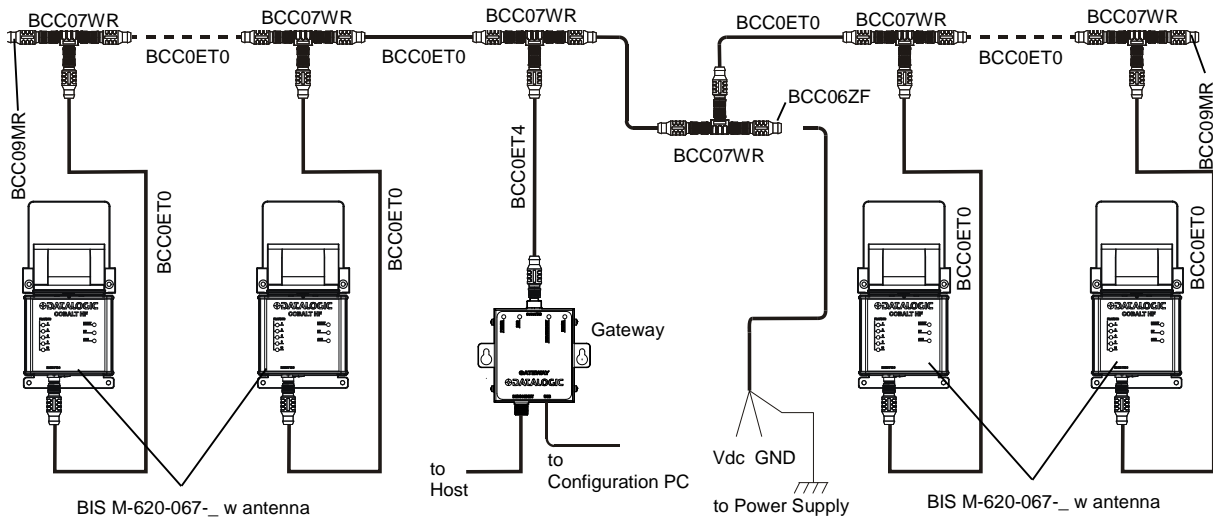 BCC07WR
BCC07WR
BCC07WR
BCC07WR
BCC07WR
BCC0ET0
BCC0ET0
BCC0ET0
BCC0ET0
BCC06ZF
BCC07WR
BCC09MR
BCC0ET0
BCC0ET0
BCC0ET4
BCC0ET0
BCC0ET0
BCC09MR
DATALOGIC
COBALT HF
DATALOGIC
COBALT HF
DATALOGIC
COBALT HF
DATALOGIC
COBALT HF
Gateway
GATEWAY
DATALOGIC
to
Host
to
Configuration PC
Vdc GND
to Power Supply
BIS M-620-067-_ w antenna
BIS M-620-067-_ w antenna